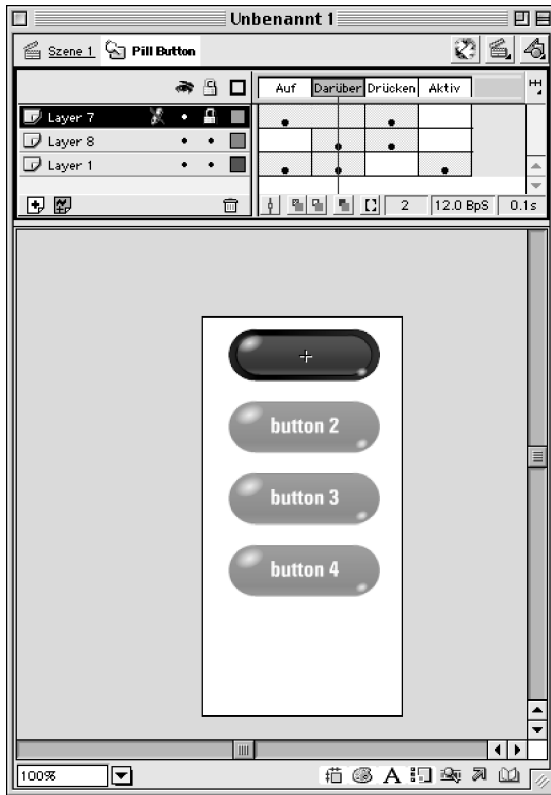 Unbenannt 1
Szene 1 Pill Button
Auf Darüber Drücken Aktiv
Layer 7
Layer 8
Layer 1
2 12.0 BpS 0.1s
button 2
button 3
button 4
100%
A